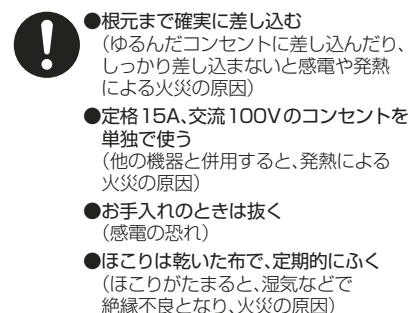 ●根元まで確実に差し込む
（ゆるんだコンセントに差し込んだり、
しっかり差し込まないと感電や発熱
による火災の原因）
●定格15A、交流100Vのコンセントを
単独で使う
（他の機器と併用すると、発熱による
火災の原因）
●お手入れのときは抜く
（感電の恐れ）
●ほこりは乾いた布で、定期的にふく
（ほこりがたまると、湿気などで
絶縁不良となり、火災の原因）